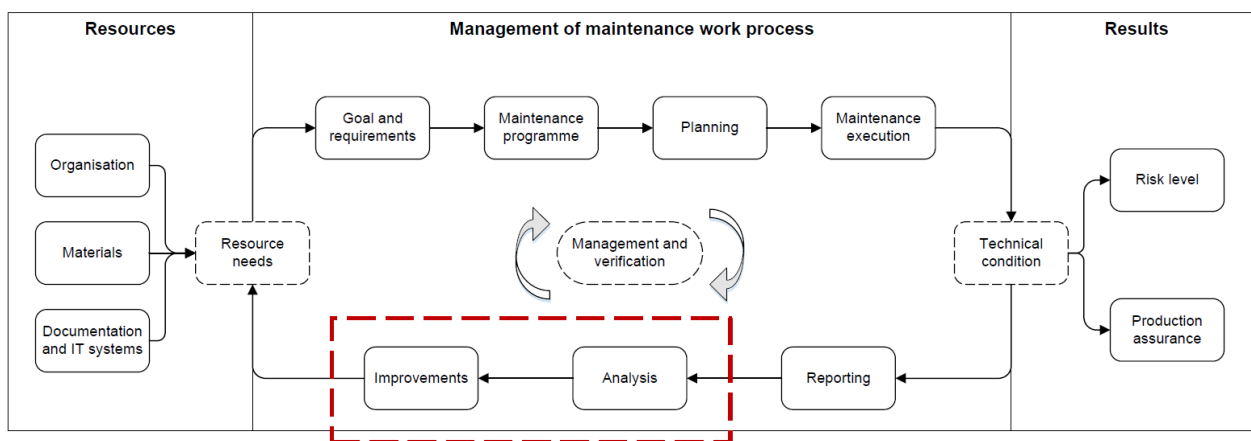 Resources
Management of maintenance work process
Results
Goal and
requirements
Maintenance
programme
Planning
Maintenance
execution
Organisation
Materials
Documentation
and IT systems
Resource
needs
Management and
verification
Technical
condition
Risk level
Production
assurance
Improvements
Analysis
Reporting